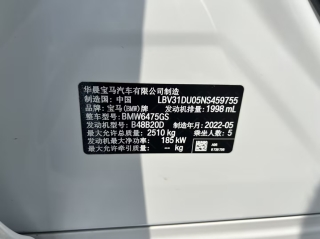 华晨宝马汽车有限公司制造
制造国：中国 LBV31DU05NS459755
品牌：宝马(BMW)牌 发动机排量：1998 mL
整车型号：BMW6475GS
发动机型号：B48B20D 制造年月：2022-05
最大允许总质量：2510 kg 乘坐人数：5
发动机最大净功率：185 kW
最大允许牵引质量：-- kg